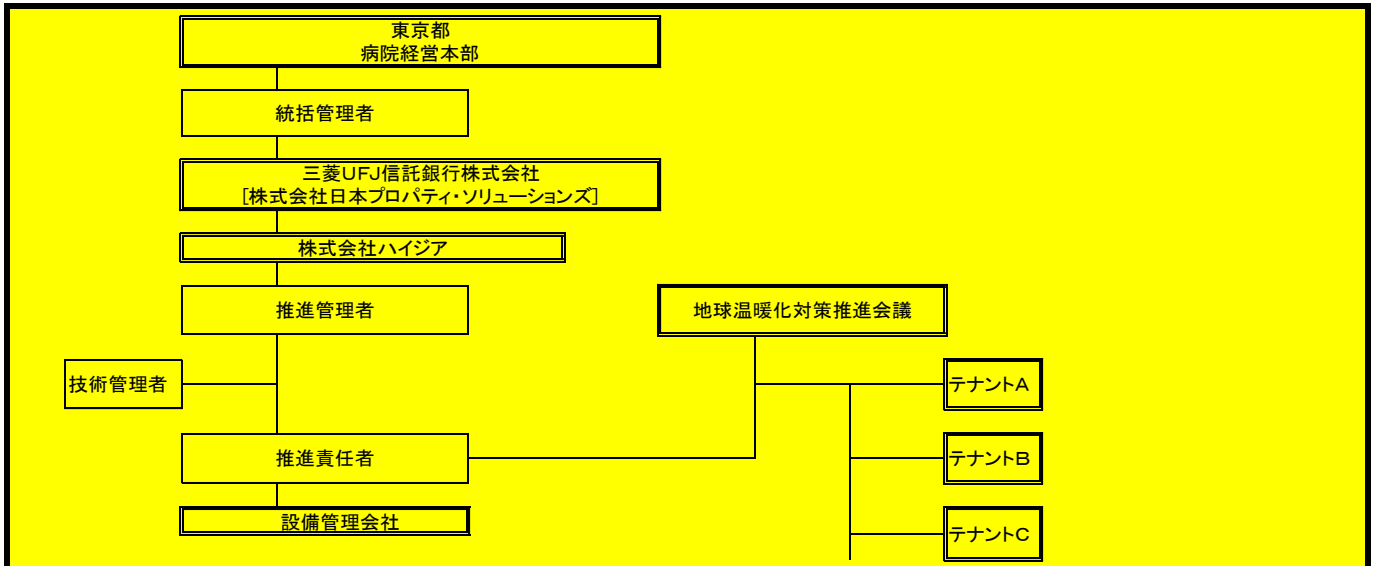 東京都
病院経営本部
統括管理者
三菱UFJ信託銀行株式会社
[株式会社日本プロパティ・ソリューションズ]
株式会社ハイジア
推進管理者
地球温暖化対策推進会議
技術管理者
テナントA
推進責任者
テナントB
設備管理会社
テナントC